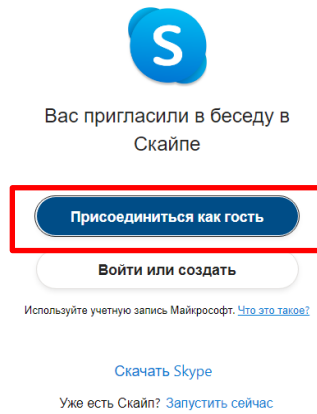 S
Вас пригласили в беседу в
Скайпе
Присоединиться как гость
Войти или создать
Используйте учетную запись Майкрософт. Что это такое?
Скачать Skype
Уже есть Скайп? Запустить сейчас